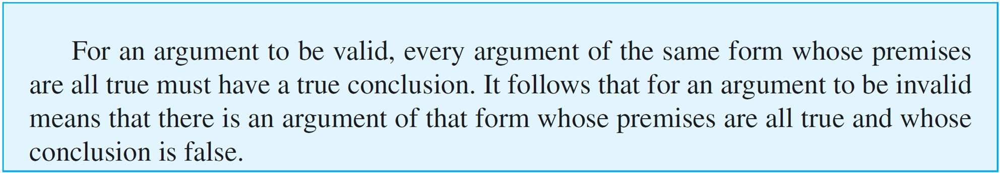 For an argument to be valid, every argument of the same form whose premises
are all true must have a true conclusion. It follows that for an argument to be invalid
means that there is an argument of that form whose premises are all true and whose
conclusion is false.